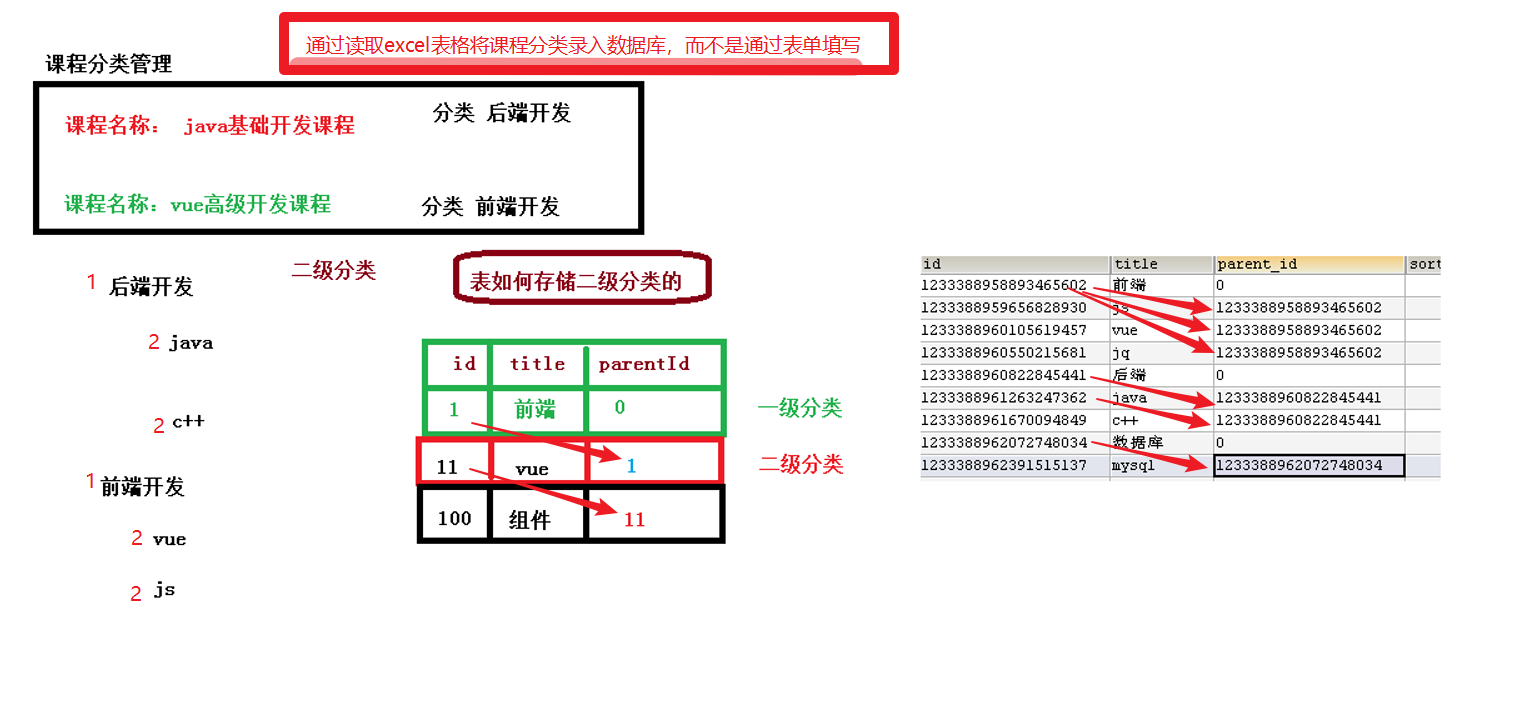 通过读取excel表格将课程分类录入数据库，而不是通过表单填写
课程分类管理
课程名称： java基础开发课程 分类 后端开发
课程名称：vue高级开发课程 分类 前端开发
二级分类
表如何存储二级分类的
1 后端开发
2 java
2 c++
1 前端开发
2 vue
2 js
id title parentId
1 前端 0 一级分类
11 vue 1 二级分类
100 组件 11
id title parent_id sort
1233388958893465602 前端 0
1233388959656828930 js 1233388958893465602
1233388960105619457 vue 1233388958893465602
1233388960550215681 jq 1233388958893465602
1233388960822845441 后端 0
1233388961263247362 java 1233388960822845441
1233388961670094849 c++ 1233388960822845441
1233388962072748034 数据库 0
1233388962391515137 mysql 1233388962072748034